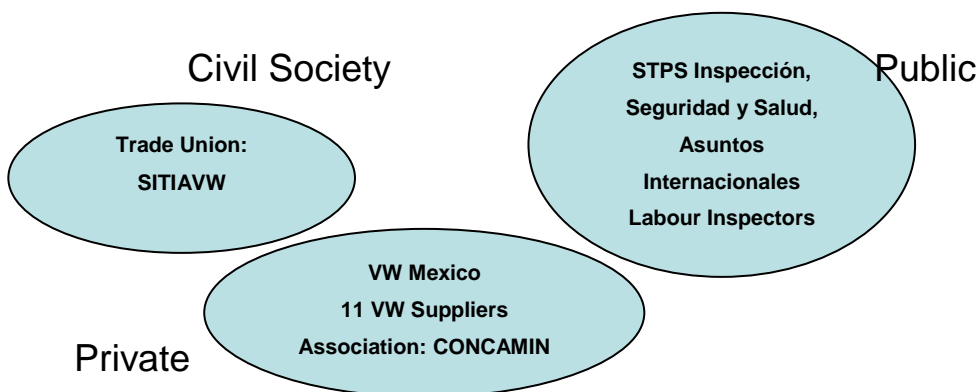 Civil Society
Trade Union:
SITIAVW
Public
STPS Inspección,
Seguridad y Salud,
Asuntos
Internacionales
Labour Inspectors
Private
VW Mexico
11 VW Suppliers
Association: CONCAMIN